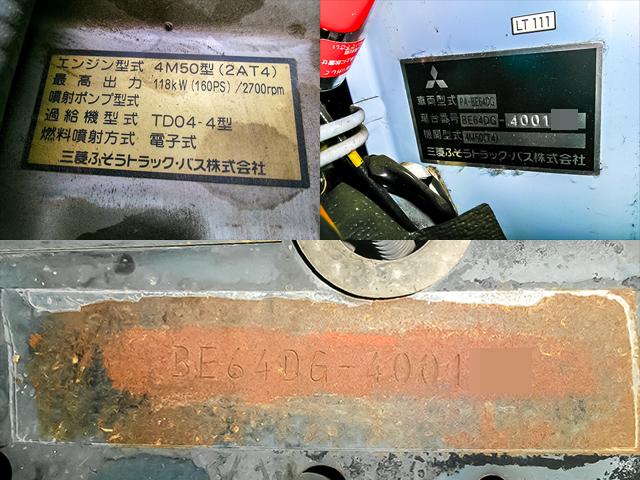 エンジン型式 4M50型(2AT4)
最高出力 118kW(160PS)/2700rpm
噴射ポンプ型式
過給機型式 TD04-4型
燃料噴射方式 電子式
三菱ふそうトラック・バス株式会社
LT111
車両型式 PA-BE64DG
車台番号 BE64DG-4001
機関型式 4M50(T4)
三菱ふそうトラック・バス株式会社
BE64DG-4001